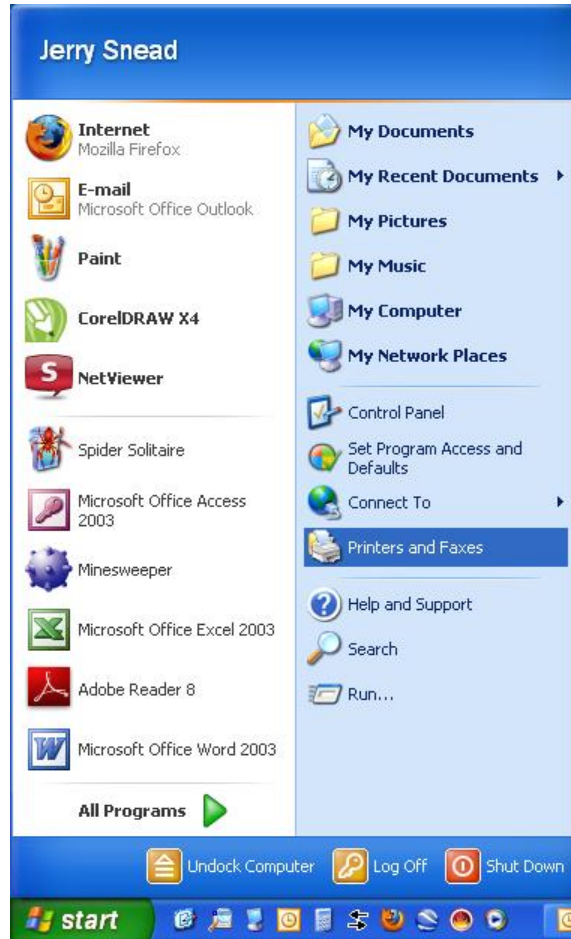 Jerry Snead
Internet
Mozilla Firefox
E-mail
Microsoft Office Outlook
Paint
CorelDRAW X4
S
NetViewer
Spider Solitaire
Microsoft Office Access
2003
Minesweeper
Microsoft Office Excel 2003
Adobe Reader 8
W
Microsoft Office Word 2003
All Programs
My Documents
My Recent Documents
My Pictures
My Music
My Computer
My Network Places
Control Panel
Set Program Access and
Defaults
Connect To
Printers and Faxes
Help and Support
Search
Run...
Undock Computer
Log Off
Shut Down
start